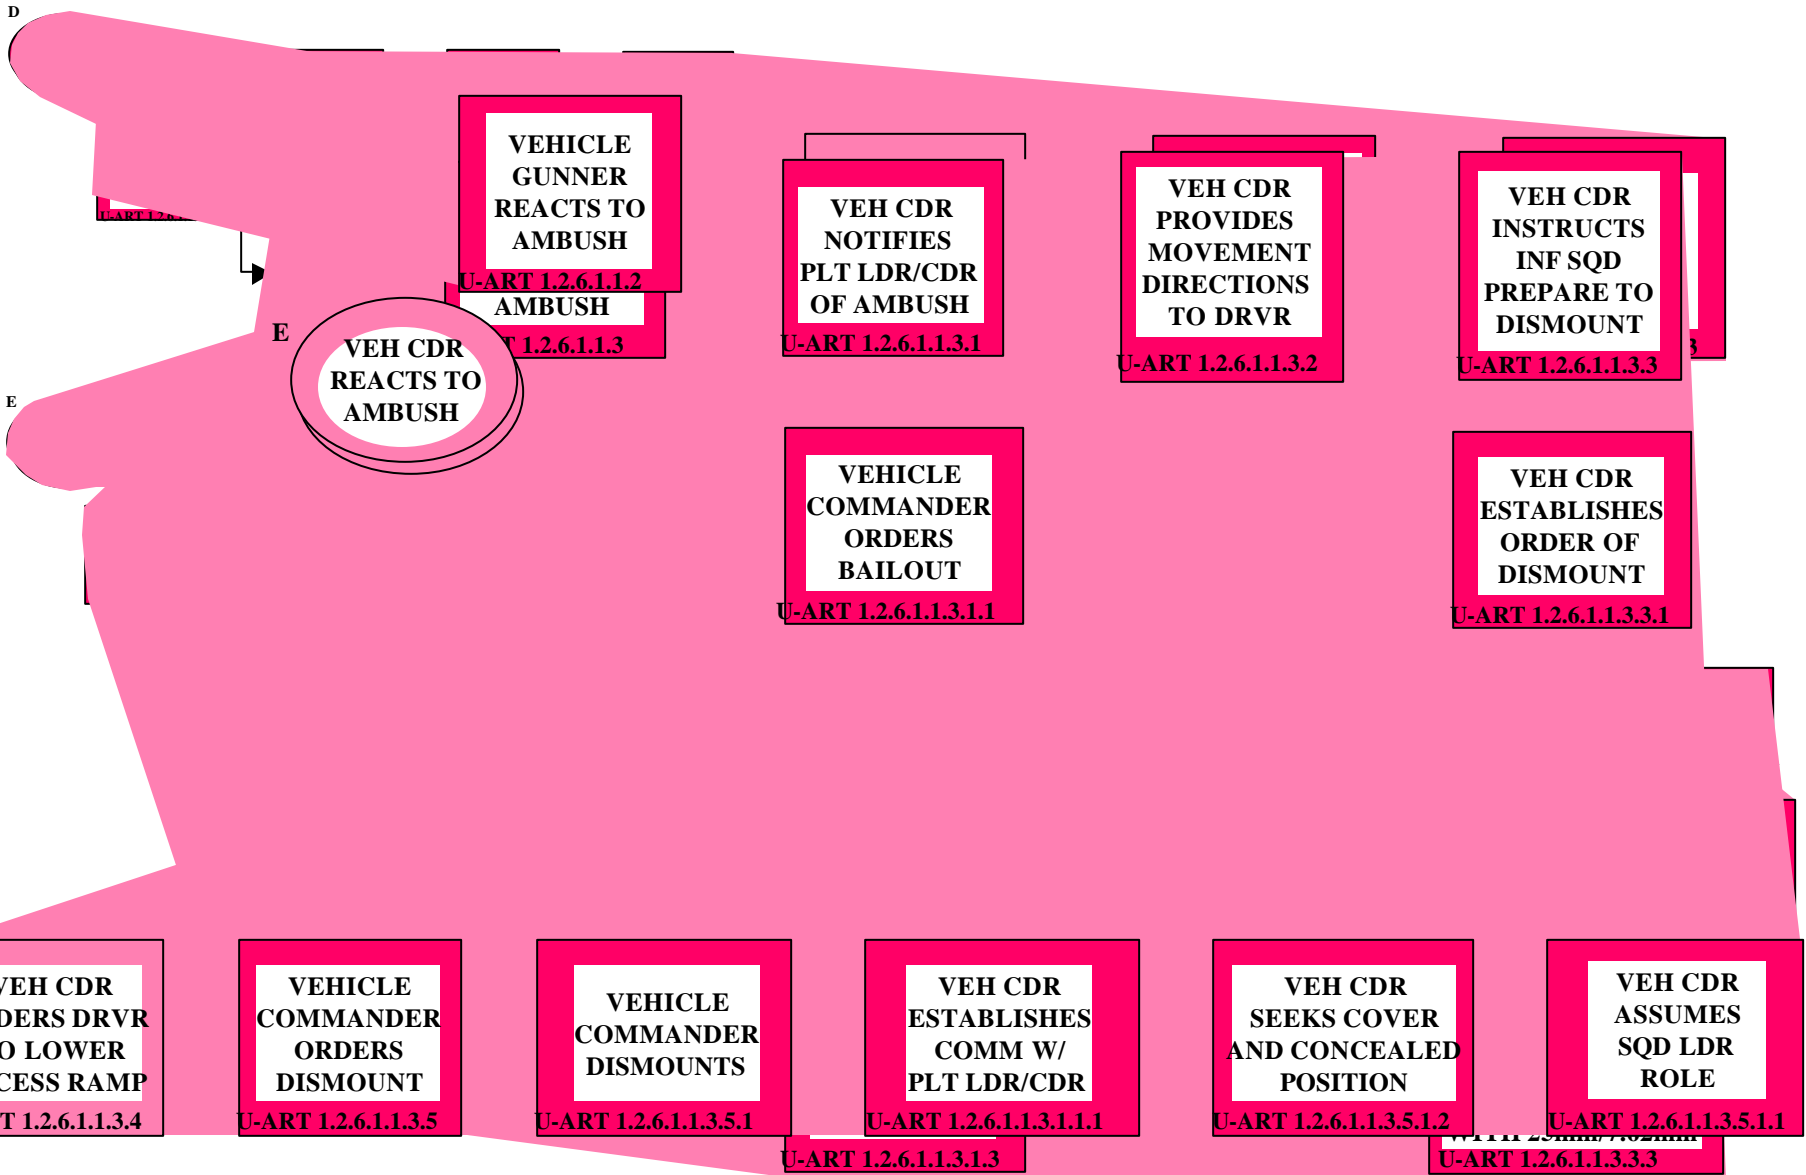 D
VEHICLE
GUNNER
REACTS TO
AMBUSH
U-ART 1.2.6.1.1.2
AMBUSH
T 1.2.6.1.1.3
VEH CDR
NOTIFIES
PLT LDR/CDR
OF AMBUSH
U-ART 1.2.6.1.1.3.1
VEH CDR
PROVIDES
MOVEMENT
DIRECTIONS
TO DRVR
U-ART 1.2.6.1.1.3.2
VEH CDR
INSTRUCTS
INF SQD
PREPARE TO
DISMOUNT
U-ART 1.2.6.1.1.3.3
3
U-ART 1.2.6.
E
VEH CDR
REACTS TO
AMBUSH
E
VEHICLE
COMMANDER
ORDERS
BAILOUT
U-ART 1.2.6.1.1.3.1.1
VEH CDR
ESTABLISHES
ORDER OF
DISMOUNT
U-ART 1.2.6.1.1.3.3.1
VEH CDR
DERS DRVR
O LOWER
CESS RAMP
T 1.2.6.1.1.3.4
VEHICLE
COMMANDER
ORDERS
DISMOUNT
U-ART 1.2.6.1.1.3.5
VEHICLE
COMMANDER
DISMOUNTS
U-ART 1.2.6.1.1.3.5.1
VEH CDR
ESTABLISHES
COMM W/
PLT LDR/CDR
U-ART 1.2.6.1.1.3.1.1.1
VEH CDR
SEEKS COVER
AND CONCEALED
POSITION
U-ART 1.2.6.1.1.3.5.1.2
VEH CDR
ASSUMES
SQD LDR
ROLE
U-ART 1.2.6.1.1.3.5.1.1
U-ART 1.2.6.1.1.3.1.3
WITH 25mm/7.62mm
U-ART 1.2.6.1.1.3.3.3